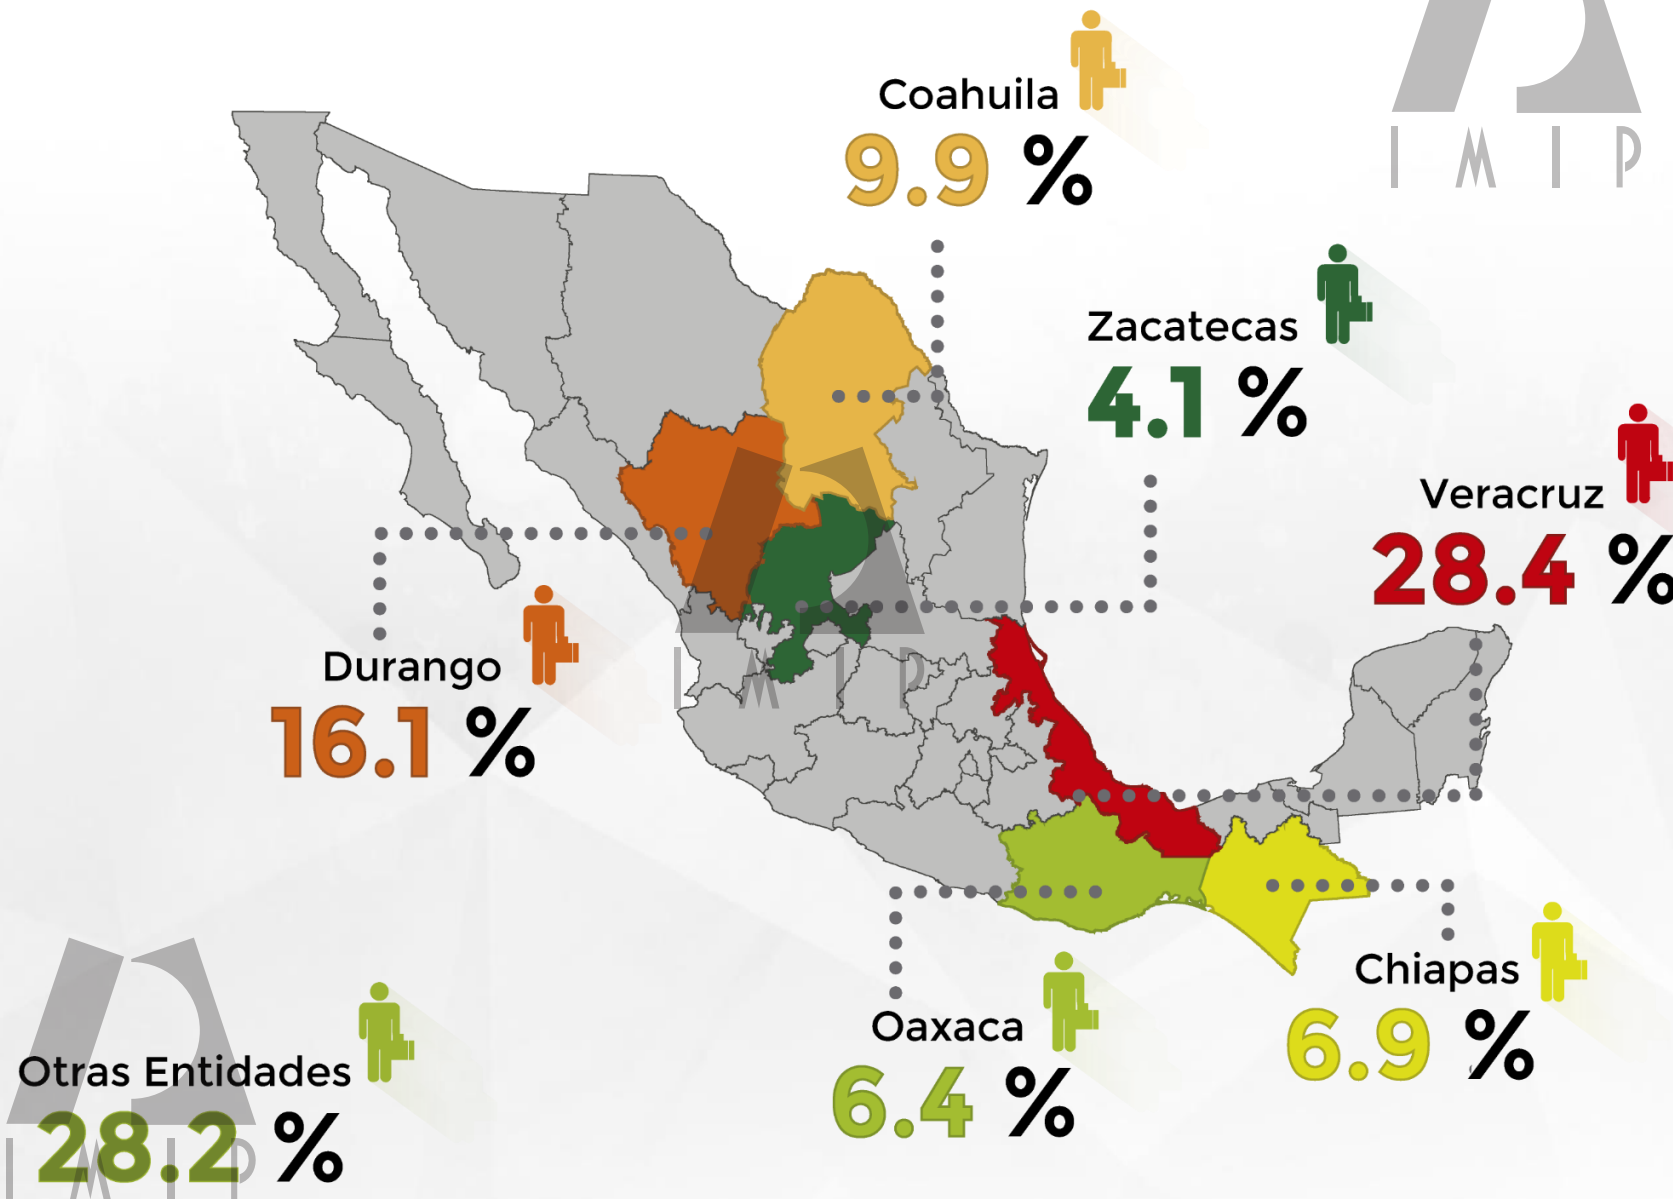 I M I P
Coahuila
9.9 %
Zacatecas
4.1 %
Veracruz
28.4 %
Durango
16.1 %
I M I P
Chiapas
6.9 %
Oaxaca
6.4 %
Otras Entidades
28.2 %
I M I P